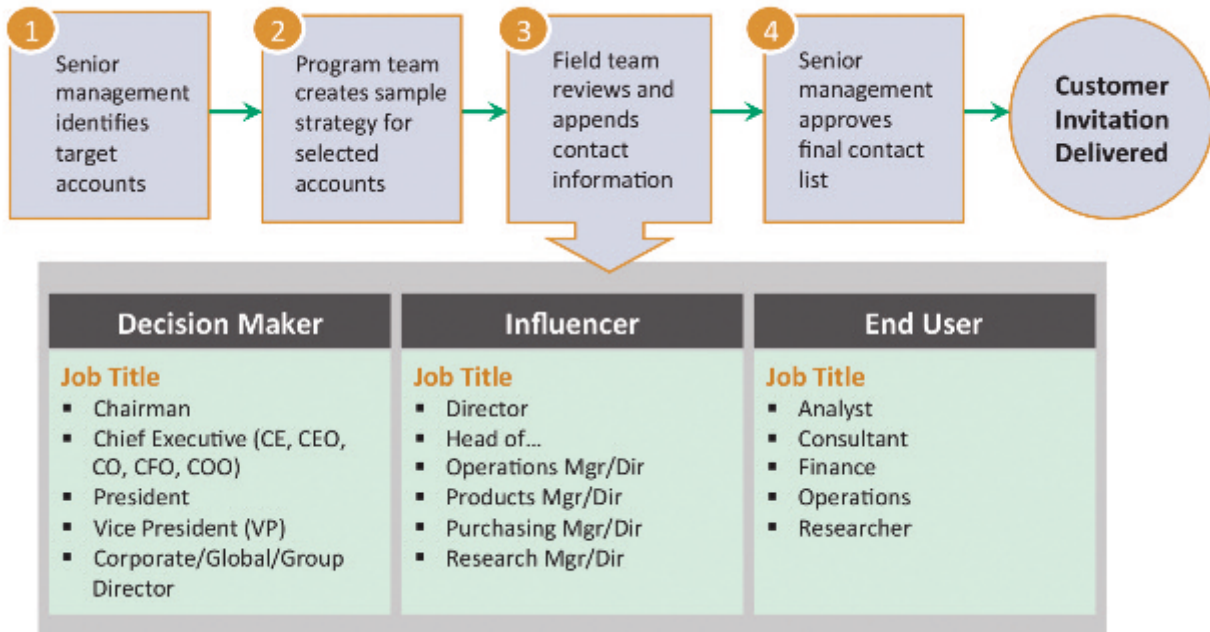 1
Senior
management
identifies
target
accounts
2
Program team
creates sample
strategy for
selected
accounts
3
Field team
reviews and
appends
contact
information
4
Senior
management
approves
final contact
list
Customer
Invitation
Delivered
Decision Maker
Job Title
▪ Chairman
▪ Chief Executive (CE, CEO,
CO, CFO, COO)
▪ President
▪ Vice President (VP)
▪ Corporate/Global/Group
Director
Influencer
Job Title
▪ Director
▪ Head of...
▪ Operations Mgr/Dir
▪ Products Mgr/Dir
▪ Purchasing Mgr/Dir
▪ Research Mgr/Dir
End User
Job Title
▪ Analyst
▪ Consultant
▪ Finance
▪ Operations
▪ Researcher